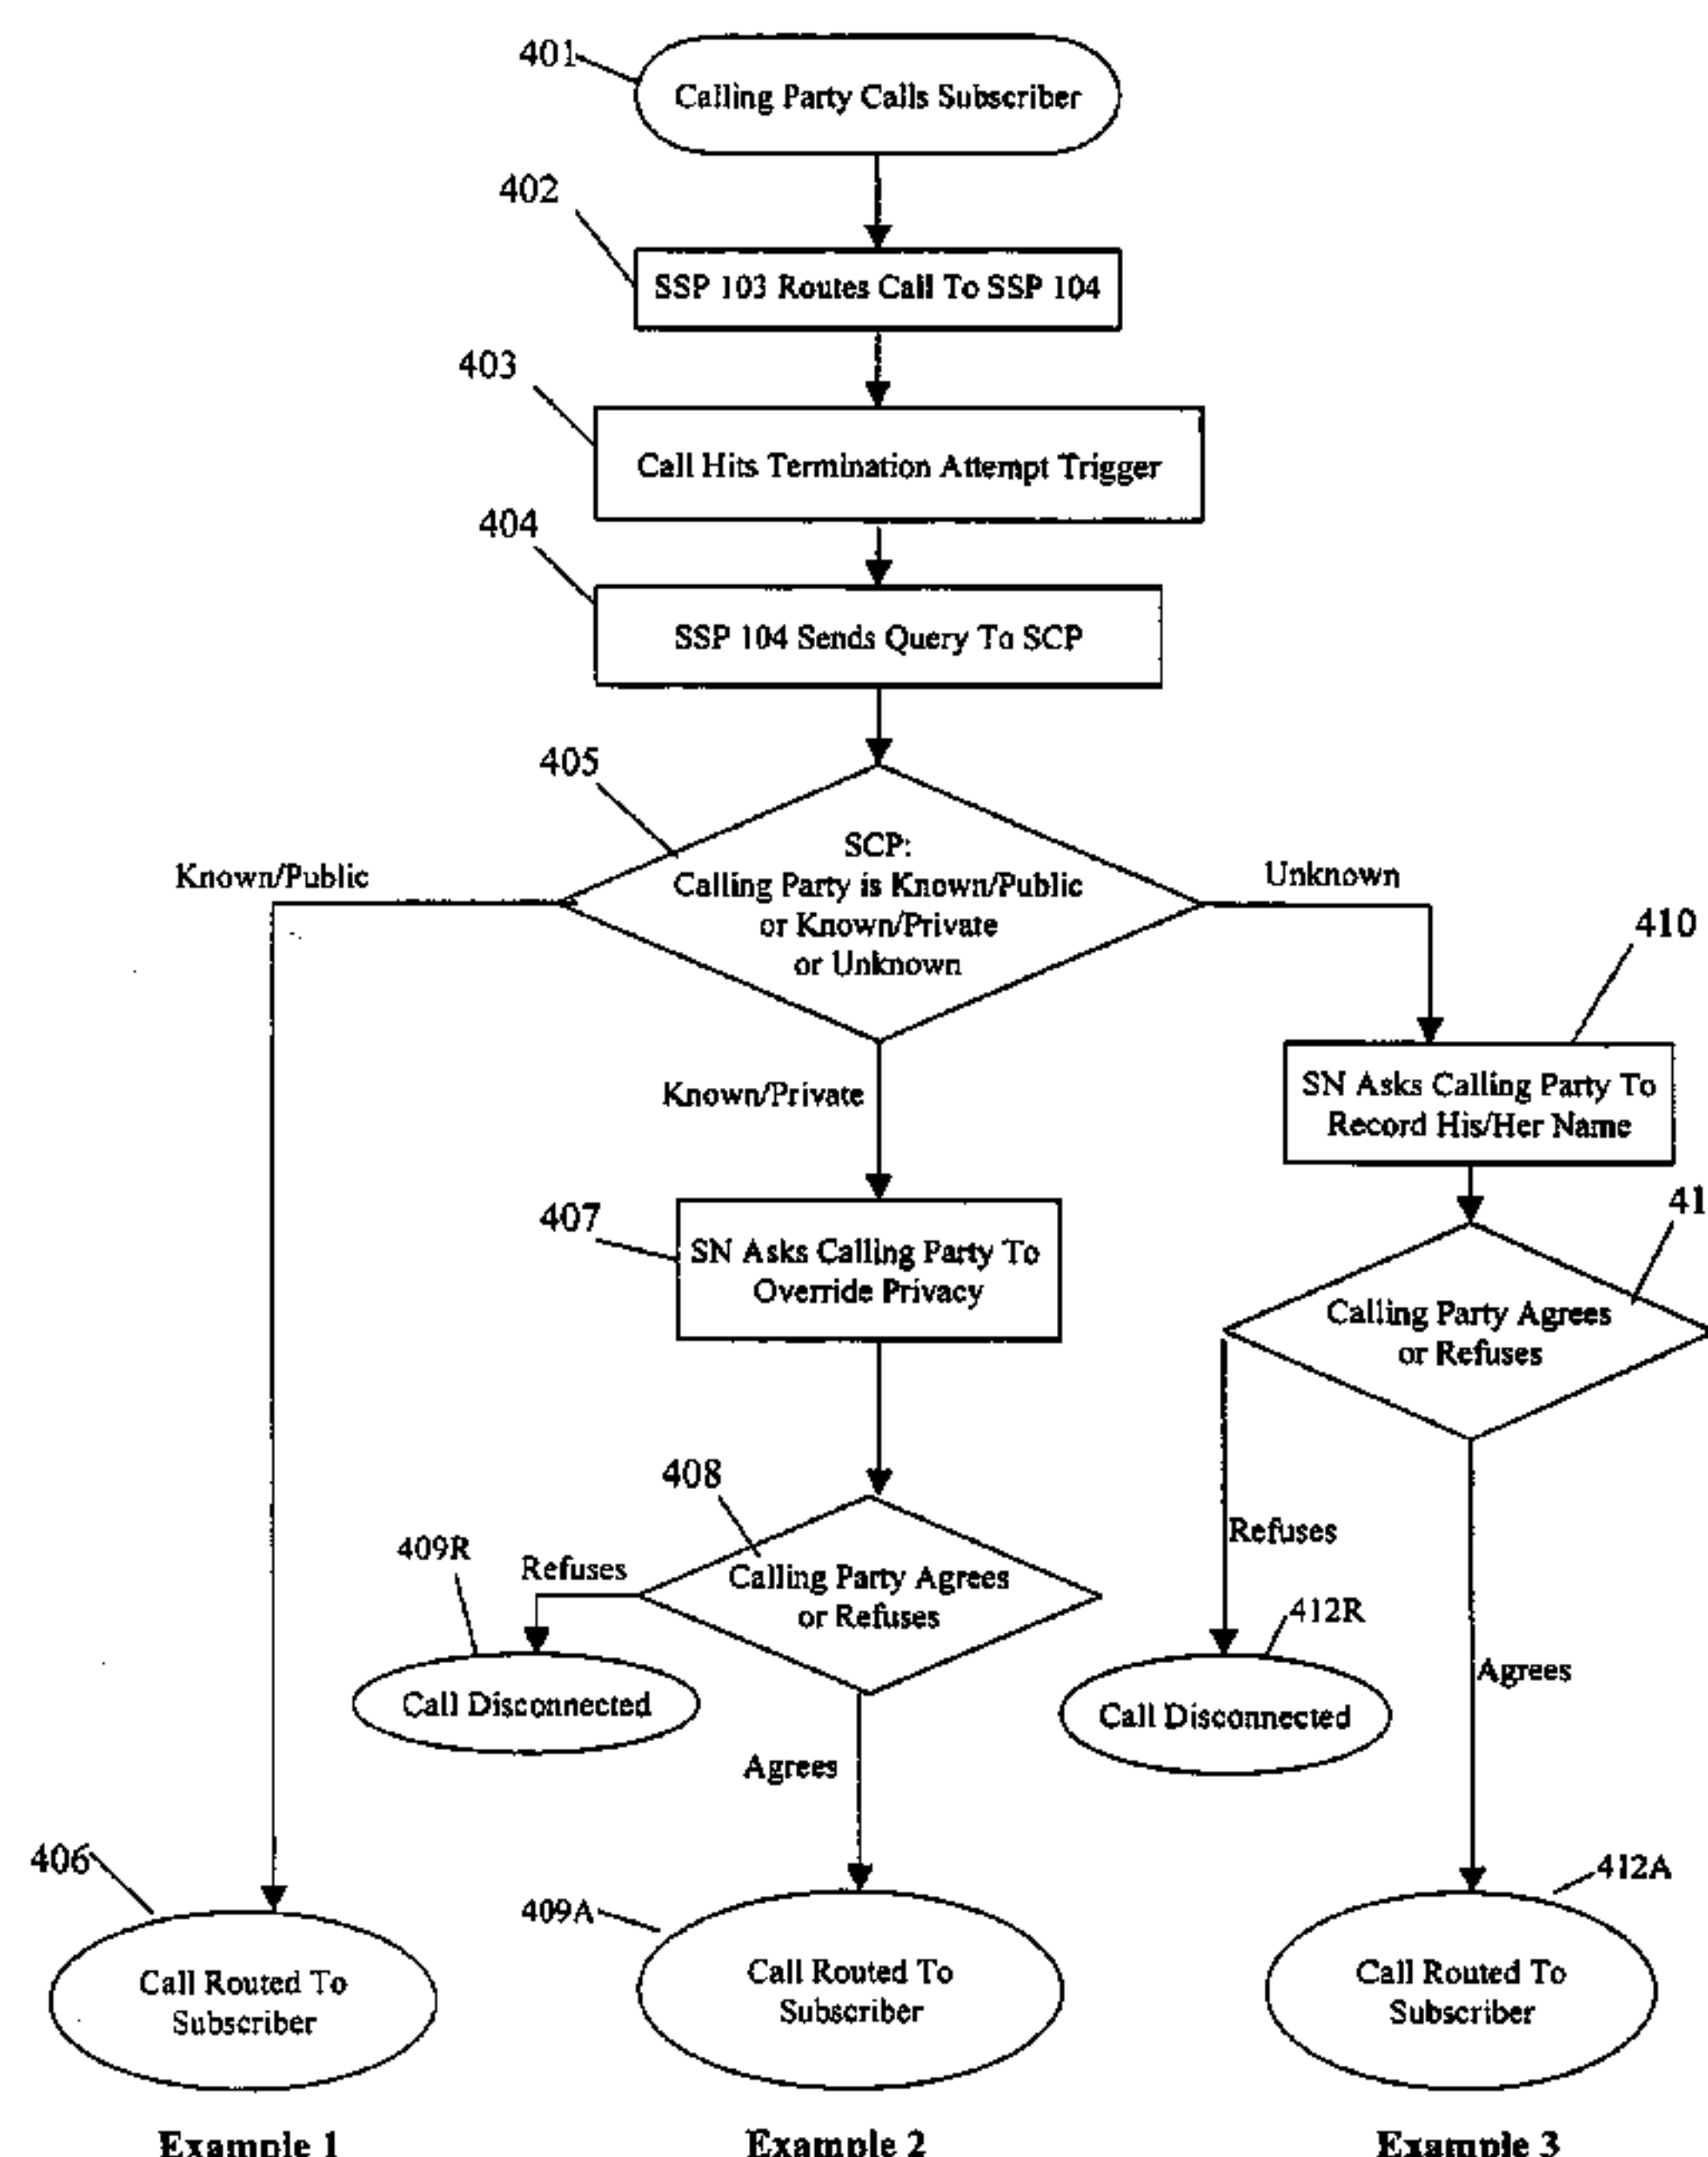 401
Calling Party Calls Subscriber
402
SSP 103 Routes Call To SSP 104
403
Call Hits Termination Attempt Trigger
404
SSP 104 Sends Query To SCP
405
SCP:
Calling Party is Known/Public
or Known/Private
or Unknown
Known/Public
Unknown
Known/Private
410
SN Asks Calling Party To
Record His/Her Name
407
SN Asks Calling Party To
Override Privacy
41
Calling Party Agrees
or Refuses
408
Calling Party Agrees
or Refuses
409R
Refuses
Call Disconnected
Refuses
412R
Call Disconnected
Agrees
Agrees
406
Call Routed To
Subscriber
409A
Call Routed To
Subscriber
412A
Call Routed To
Subscriber
Example 1
Example 2
Example 3